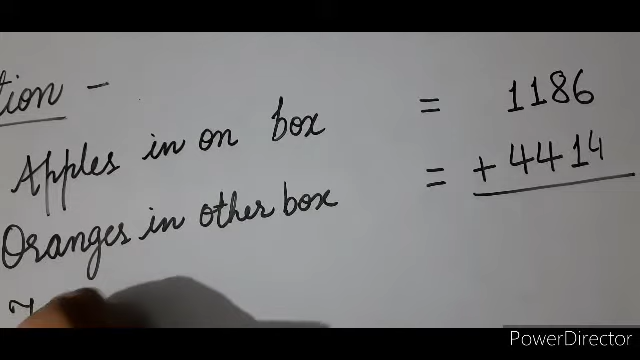 tion -
Apples in on box = 1186
Oranges in other box = + 4414
PowerDirector